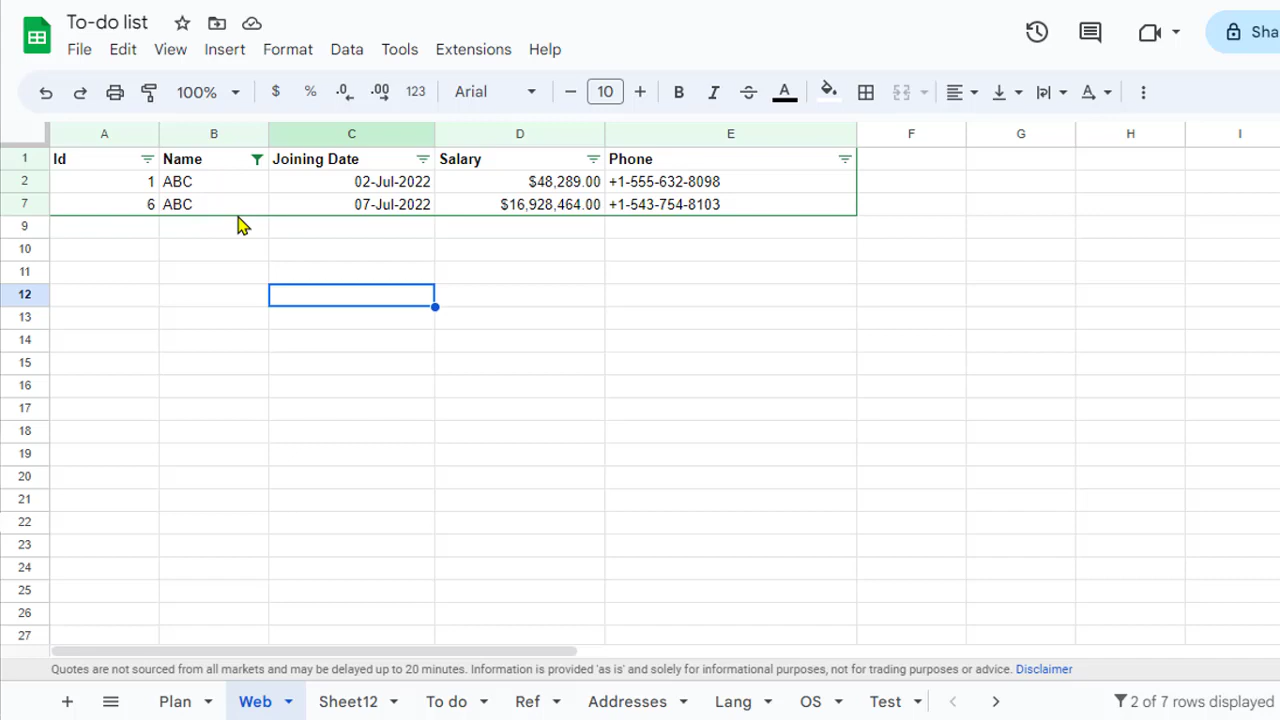 To-do list
File Edit View Insert Format Data Tools Extensions Help
Sha
100% $ % .0 .00 123 Arial 10 B I S A A
A B C D E F G H I
1 Id Name Joining Date Salary Phone
2 1 ABC 02-Jul-2022 $48,289.00 +1-555-632-8098
7 6 ABC 07-Jul-2022 $16,928,464.00 +1-543-754-8103
9
10
11
12
13
14
15
16
17
18
19
20
21
22
23
24
25
26
27
Quotes are not sourced from all markets and may be delayed up to 20 minutes. Information is provided 'as is' and solely for informational purposes, not for trading purposes or advice. Disclaimer
+ Plan Web Sheet12 To do Ref Addresses Lang OS Test 2 of 7 rows displayed